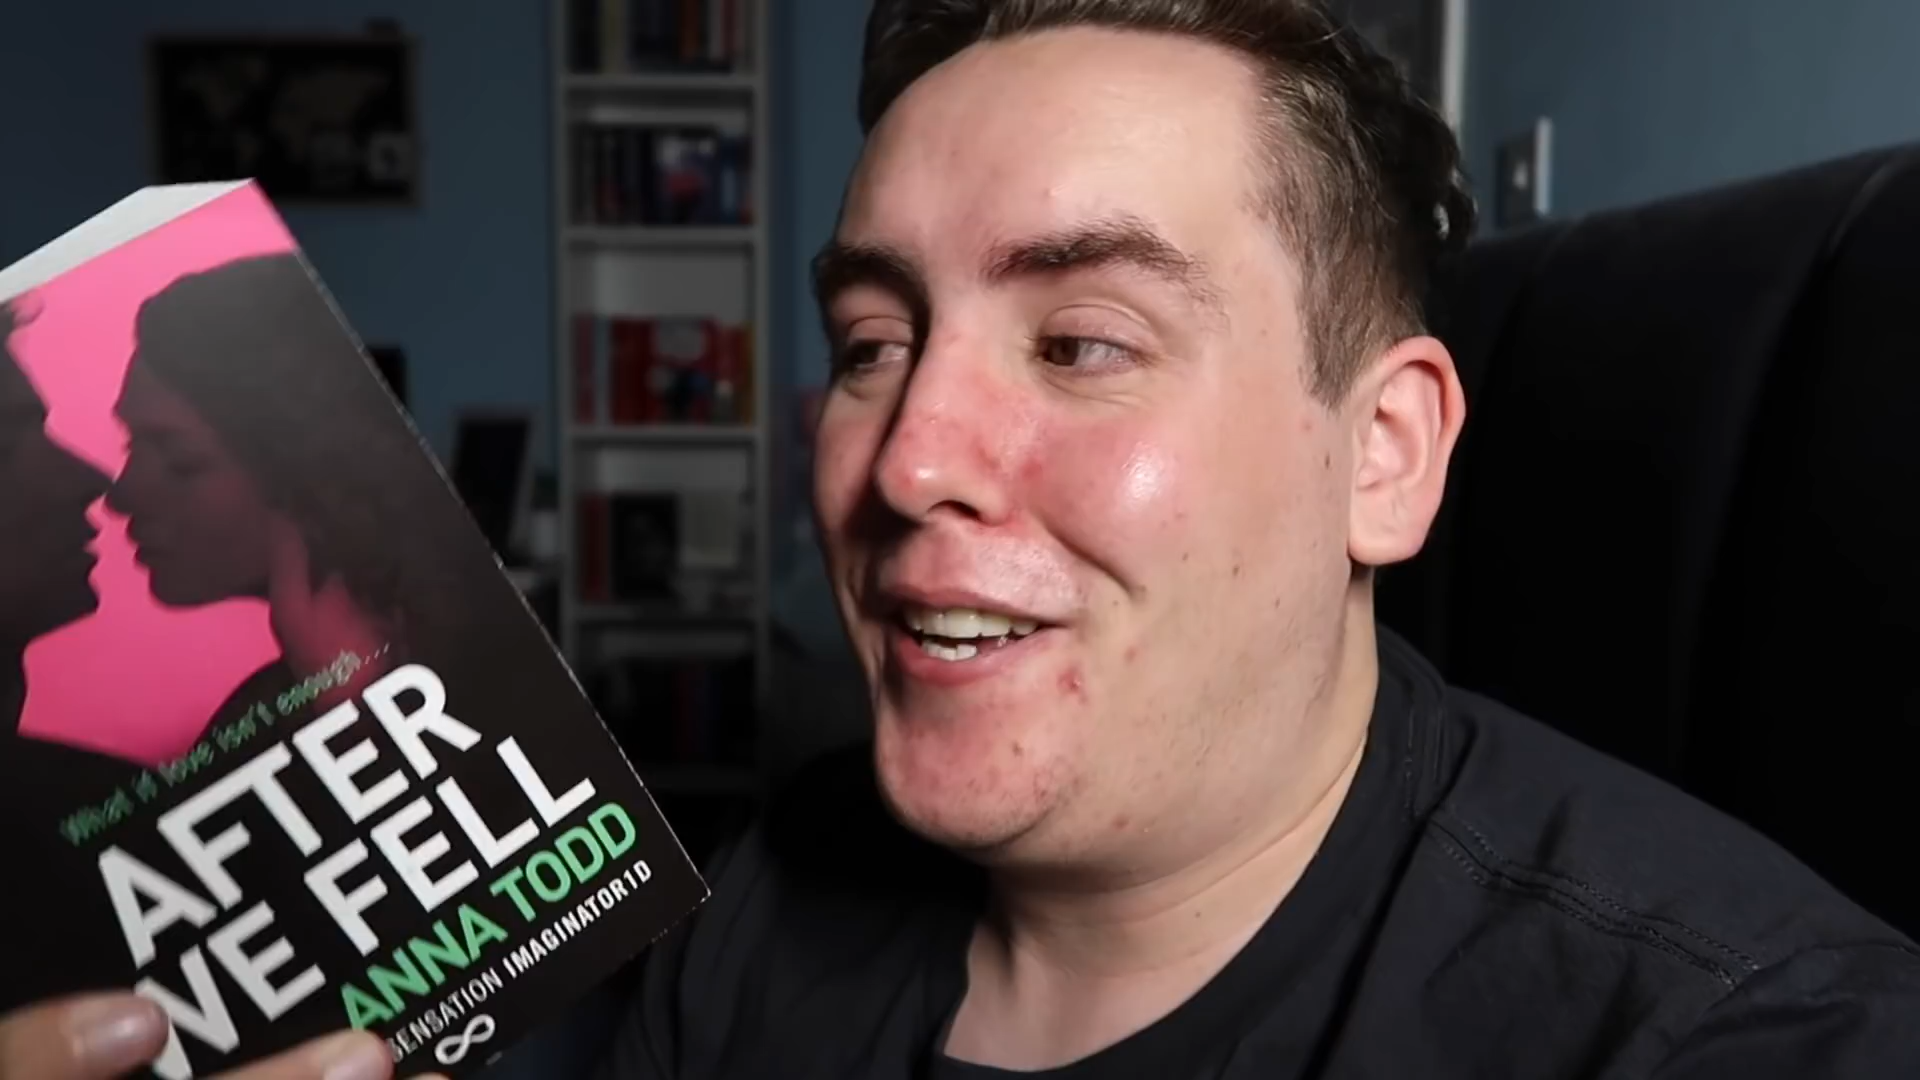 What if love isn't enough...
AFTER
WE FELL
ANNA TODD
SENSATION IMAGINATOR1D